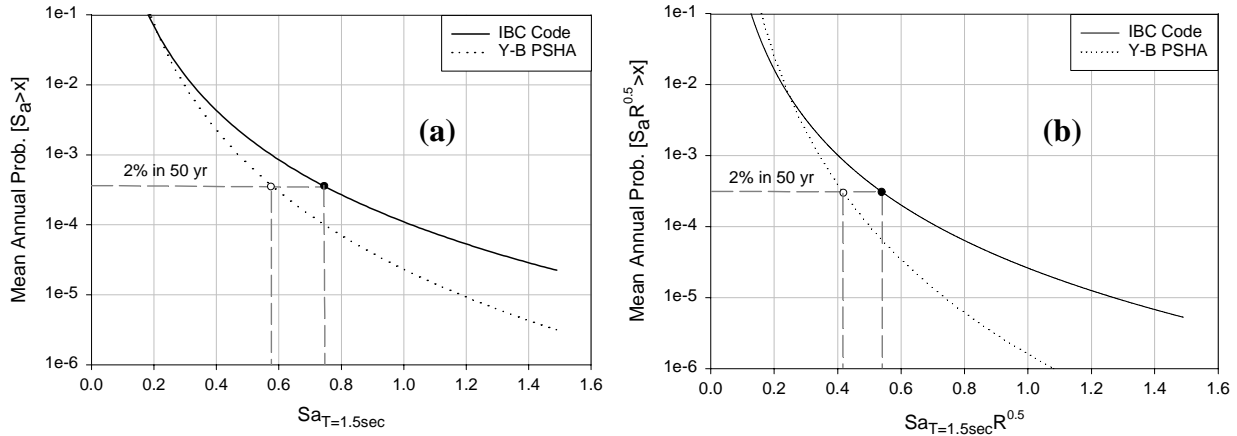 Mean Annual Prob. [Sa>x]
1e-1
1e-2
1e-3
1e-4
1e-5
1e-6
IBC Code
Y-B PSHA
(a)
2% in 50 yr
0.0 0.2 0.4 0.6 0.8 1.0 1.2 1.4 1.6
SaT=1.5sec
Mean Annual Prob. [SaR0.5>x]
1e-1
1e-2
1e-3
1e-4
1e-5
1e-6
IBC Code
Y-B PSHA
(b)
2% in 50 yr
0.0 0.2 0.4 0.6 0.8 1.0 1.2 1.4 1.6
SaT=1.5secR0.5